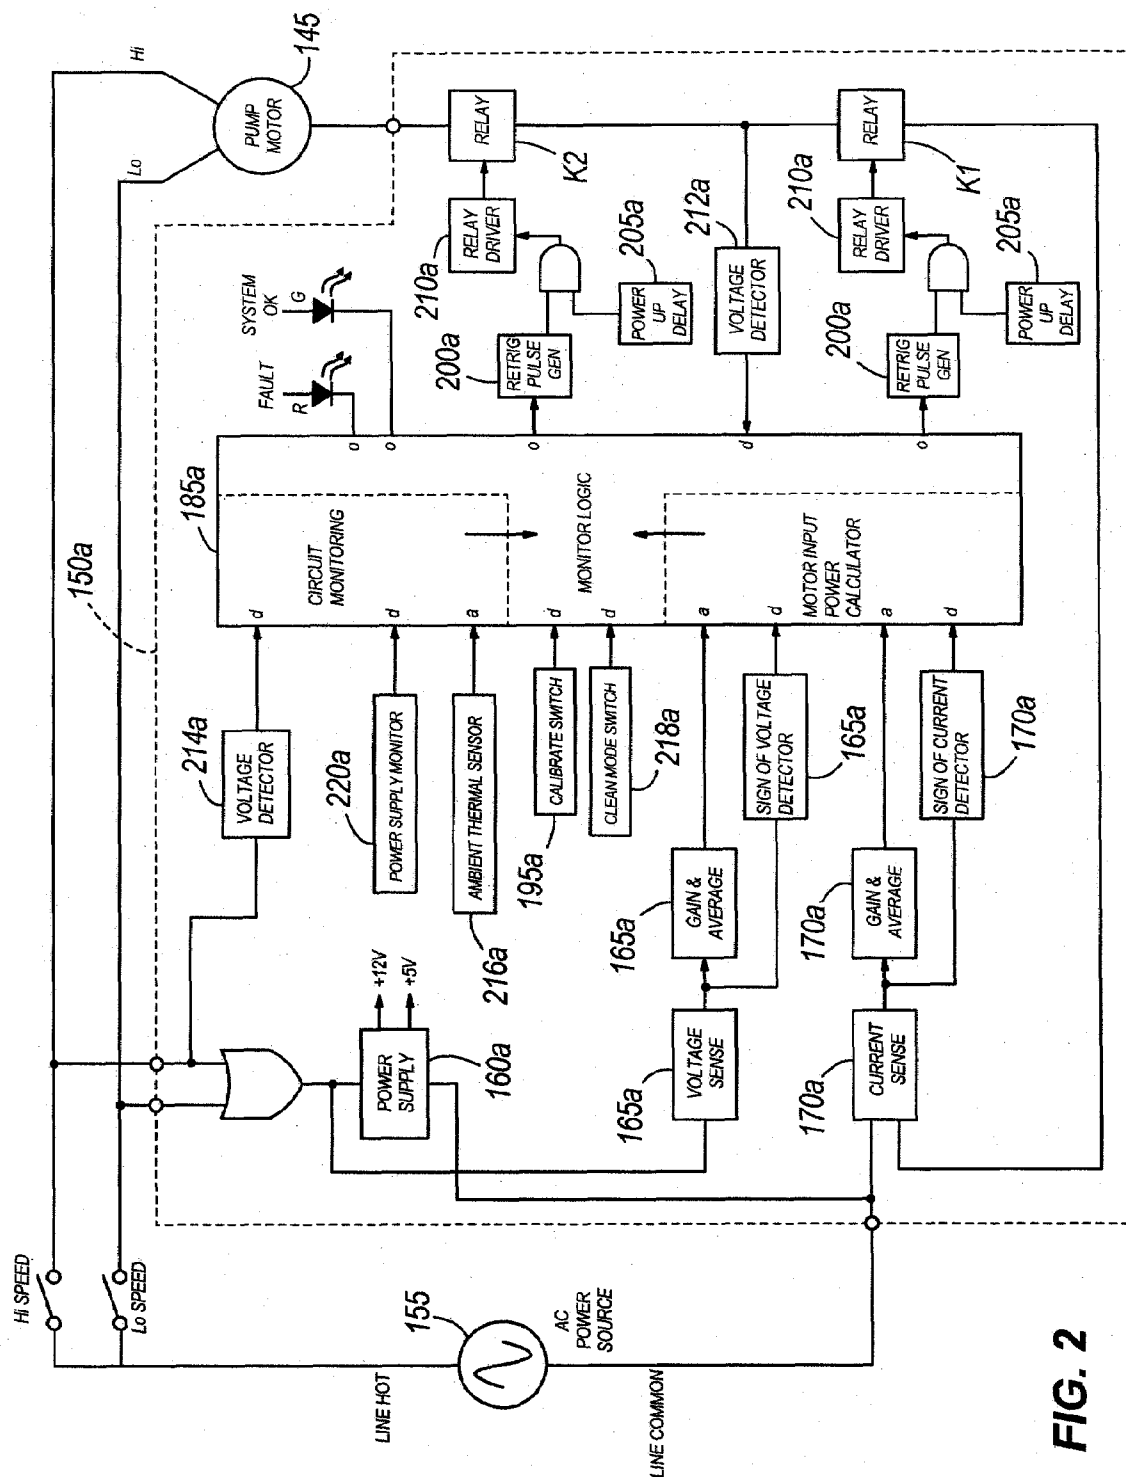 Hi SPEED
Lo SPEED
LINE HOT
155
AC
POWER
SOURCE
LINE COMMON
150a
Hi
Lo
PUMP
MOTOR
145
214a
VOLTAGE
DETECTOR
POWER
SUPPLY
+12V
+5V
160a
220a
POWER SUPPLY MONITOR
AMBIENT THERMAL SENSOR
216a
CALIBRATE SWITCH
195a
CLEAN MODE SWITCH
218a
VOLTAGE
SENSE
165a
GAIN &
AVERAGE
165a
SIGN OF VOLTAGE
DETECTOR
165a
CURRENT
SENSE
170a
GAIN &
AVERAGE
170a
SIGN OF CURRENT
DETECTOR
170a
185a
d
CIRCUIT
MONITORING
d
a
d
MONITOR LOGIC
d
a
d
MOTOR INPUT
POWER
CALCULATOR
a
d
o
o
o
d
o
FAULT
R
SYSTEM
OK
G
200a
RETRIG
PULSE
GEN
POWER
UP
DELAY
205a
210a
RELAY
DRIVER
RELAY
K2
VOLTAGE
DETECTOR
212a
200a
RETRIG
PULSE
GEN
POWER
UP
DELAY
205a
210a
RELAY
DRIVER
RELAY
K1
FIG. 2